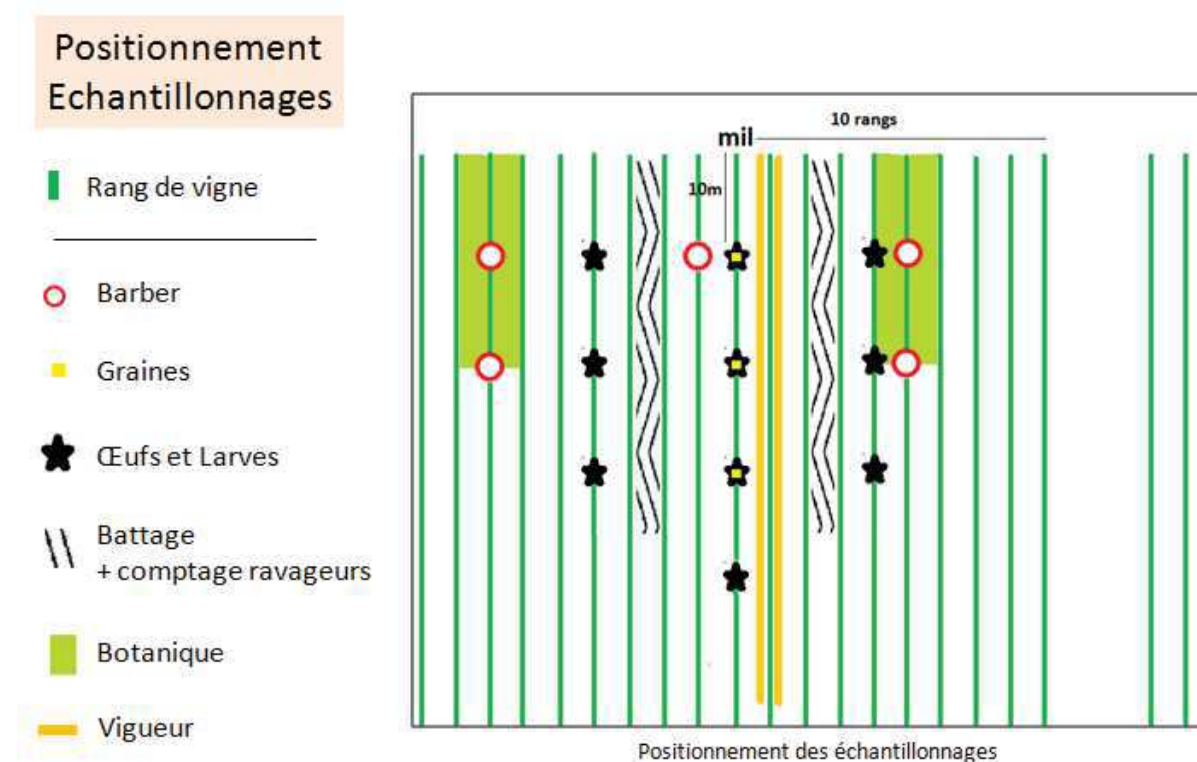 Positionnement
Echantillonnages
Rang de vigne
Barber
Graines
Œufs et Larves
Battage
+ comptage ravageurs
Botanique
Vigueur
10 rangs
mil
10m
Positionnement des échantillonnages